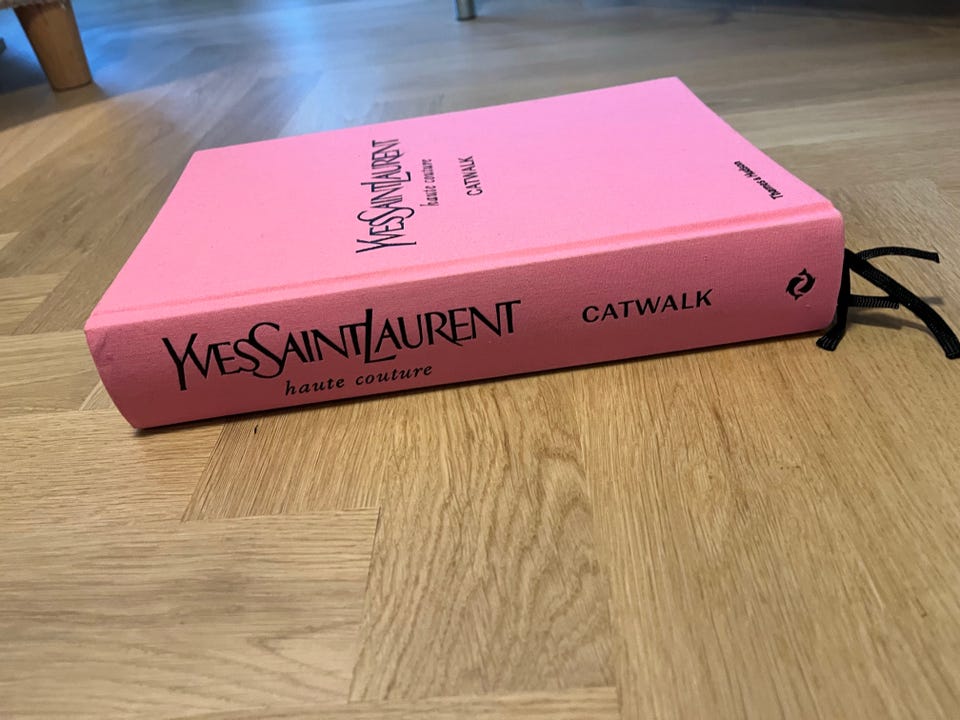 YVESSAINTLAURENT
haute couture
CATWALK
Thames & Hudson
YVESSAINTLAURENT
haute couture
CATWALK